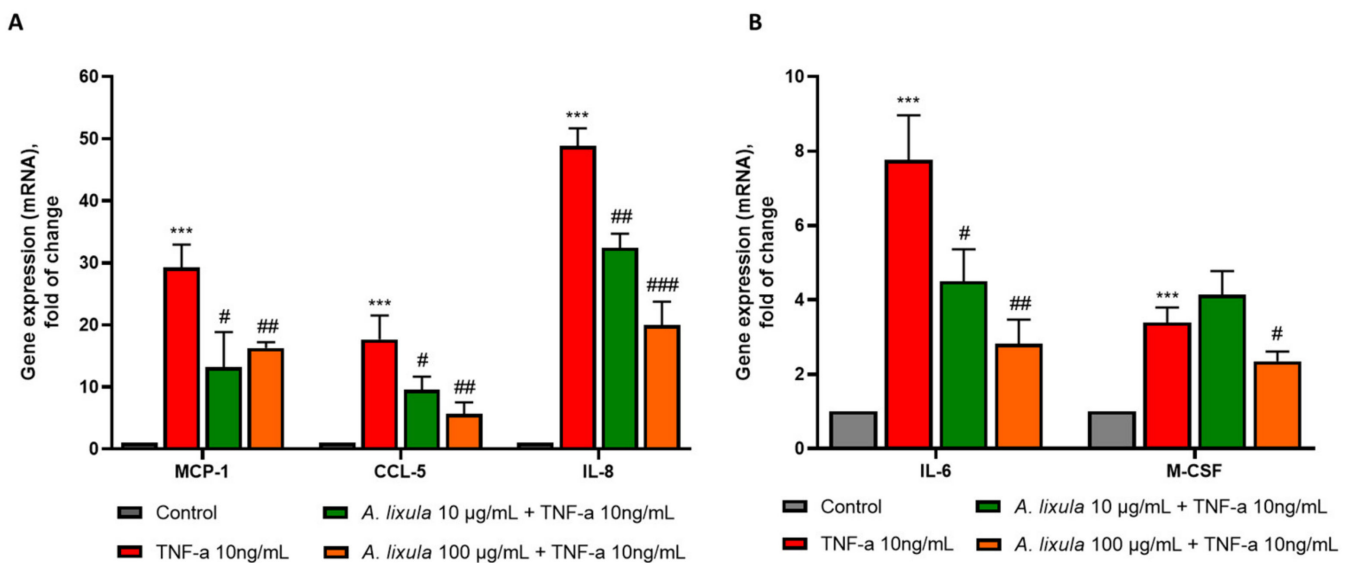 A
Gene expression (mRNA),
fold of change
60
50
40
30
20
10
0
***
#
##
***
#
##
***
##
###
MCP-1
CCL-5
IL-8
Control
A. lixula 10 µg/mL + TNF-a 10ng/mL
TNF-a 10ng/mL
A. lixula 100 µg/mL + TNF-a 10ng/mL
B
Gene expression (mRNA),
fold of change
10
8
6
4
2
0
***
#
##
***
#
IL-6
M-CSF
Control
A. lixula 10 µg/mL + TNF-a 10ng/mL
TNF-a 10ng/mL
A. lixula 100 µg/mL + TNF-a 10ng/mL